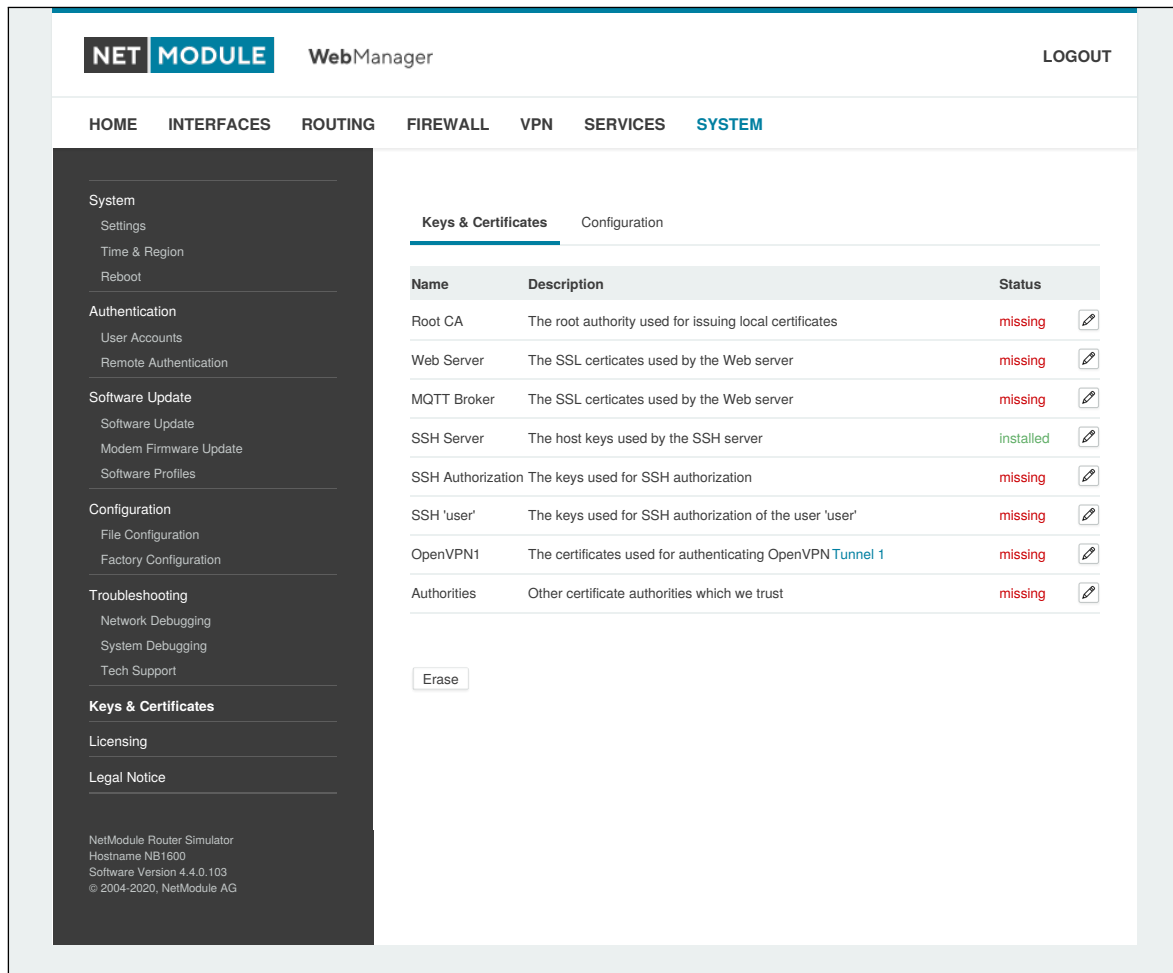 NET MODULE WebManager LOGOUT
HOME INTERFACES ROUTING FIREWALL VPN SERVICES SYSTEM
System
Settings
Time & Region
Reboot
Authentication
User Accounts
Remote Authentication
Software Update
Software Update
Modem Firmware Update
Software Profiles
Configuration
File Configuration
Factory Configuration
Troubleshooting
Network Debugging
System Debugging
Tech Support
Keys & Certificates
Licensing
Legal Notice
NetModule Router Simulator
Hostname NB1600
Software Version 4.4.0.103
© 2004-2020, NetModule AG
Keys & Certificates Configuration
Name Description Status
Root CA The root authority used for issuing local certificates missing
Web Server The SSL certicates used by the Web server missing
MQTT Broker The SSL certicates used by the Web server missing
SSH Server The host keys used by the SSH server installed
SSH Authorization The keys used for SSH authorization missing
SSH 'user' The keys used for SSH authorization of the user 'user' missing
OpenVPN1 The certificates used for authenticating OpenVPN Tunnel 1 missing
Authorities Other certificate authorities which we trust missing
Erase